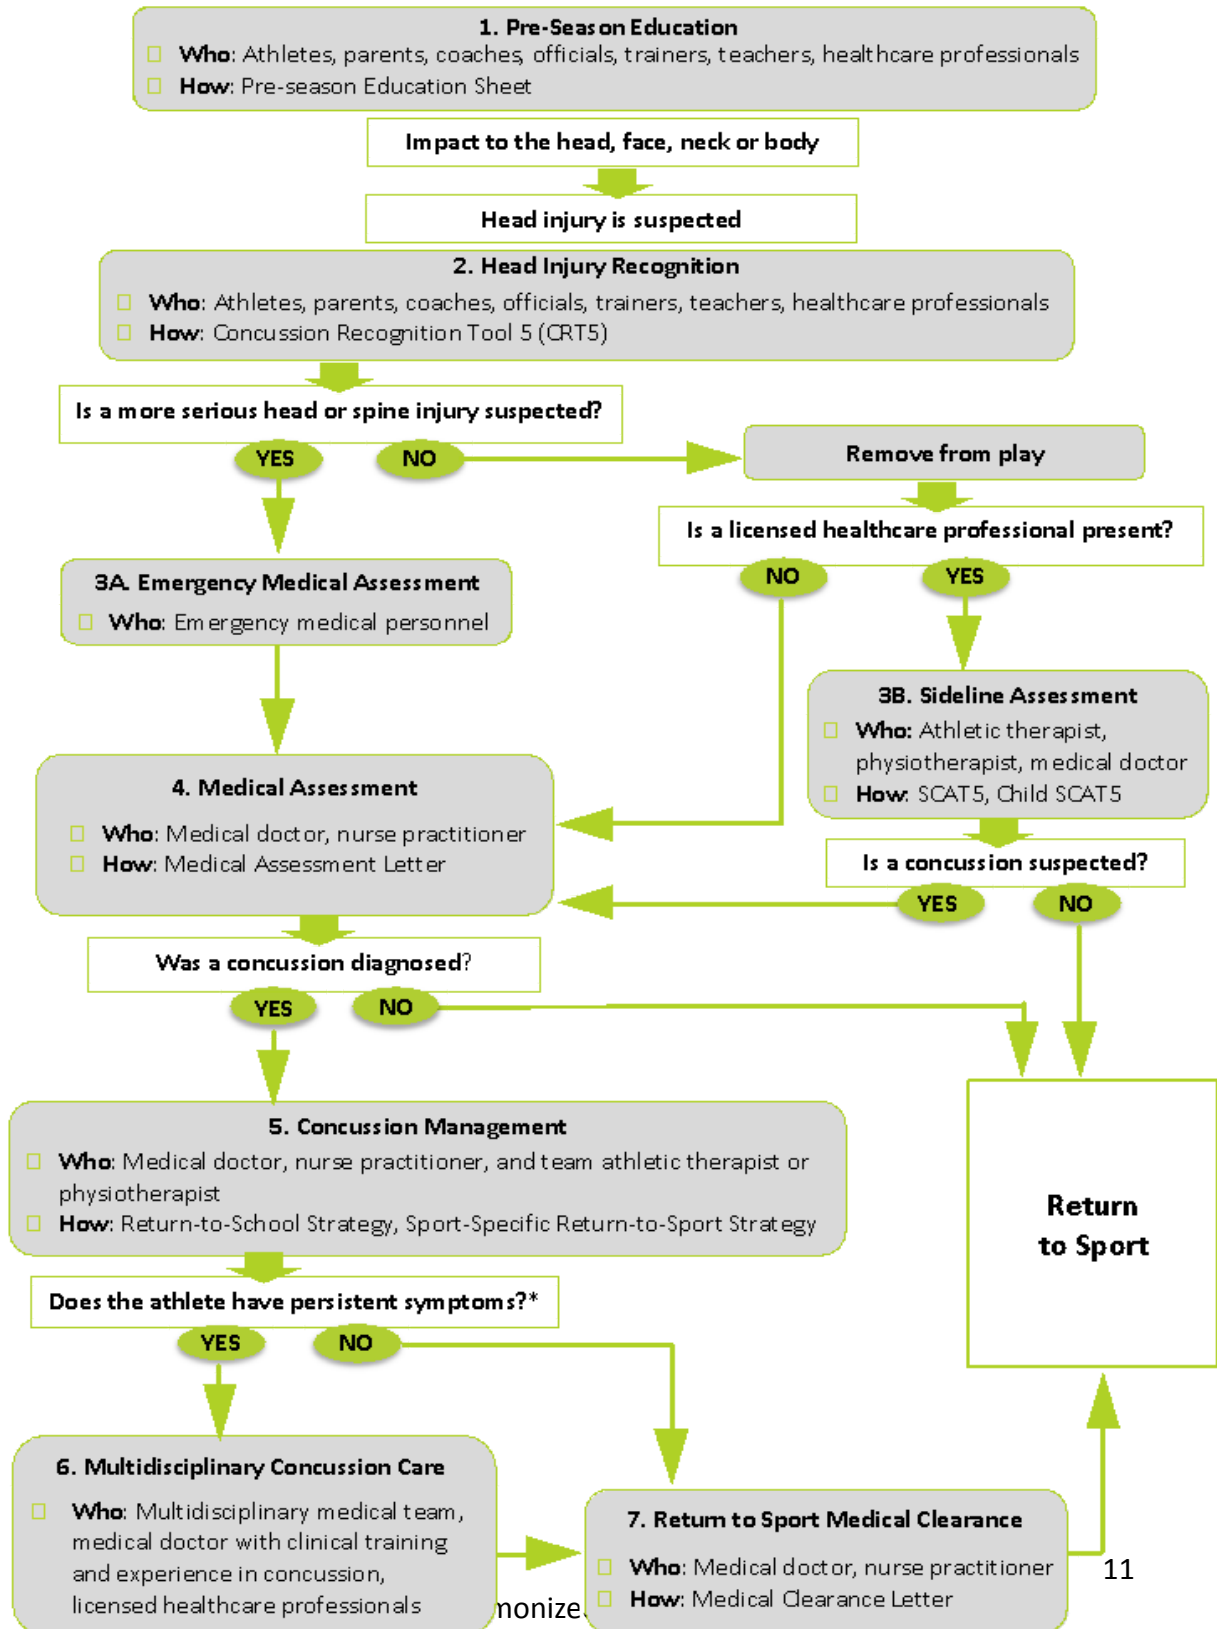 1. Pre-Season Education
Who: Athletes, parents, coaches, officials, trainers, teachers, healthcare professionals
How: Pre-season Education Sheet
Impact to the head, face, neck or body
Head injury is suspected
2. Head Injury Recognition
Who: Athletes, parents, coaches, officials, trainers, teachers, healthcare professionals
How: Concussion Recognition Tool 5 (CRT5)
Is a more serious head or spine injury suspected?
YES
NO
Remove from play
Is a licensed healthcare professional present?
NO
YES
3A. Emergency Medical Assessment
Who: Emergency medical personnel
3B. Sideline Assessment
Who: Athletic therapist,
physiotherapist, medical doctor
How: SCAT5, Child SCAT5
4. Medical Assessment
Who: Medical doctor, nurse practitioner
How: Medical Assessment Letter
Is a concussion suspected?
YES
NO
Was a concussion diagnosed?
YES
NO
5. Concussion Management
Who: Medical doctor, nurse practitioner, and team athletic therapist or
physiotherapist
How: Return-to-School Strategy, Sport-Specific Return-to-Sport Strategy
Return
to Sport
Does the athlete have persistent symptoms?*
YES
NO
6. Multidisciplinary Concussion Care
Who: Multidisciplinary medical team,
medical doctor with clinical training
and experience in concussion,
licensed healthcare professionals
7. Return to Sport Medical Clearance
Who: Medical doctor, nurse practitioner
How: Medical Clearance Letter
11